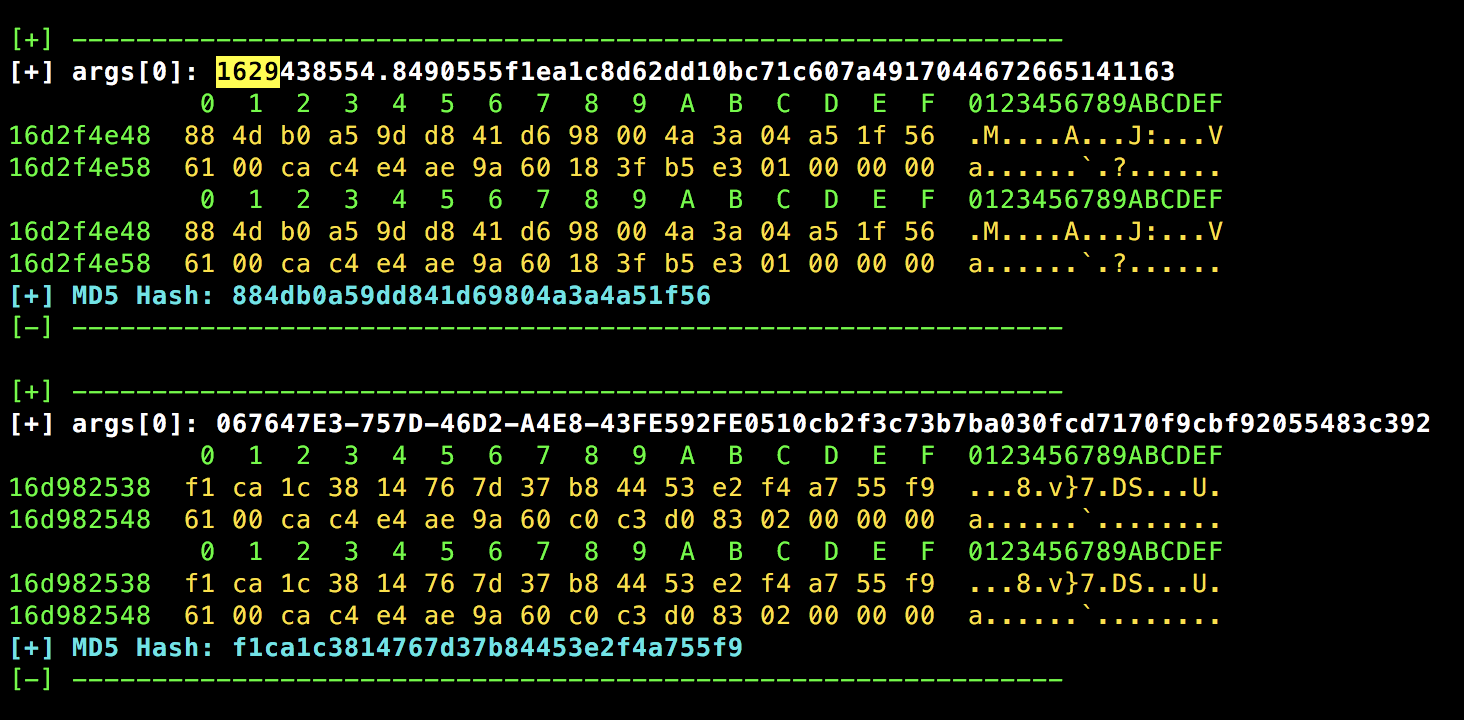 [+] --------------------------------------------------------------
[+] args[0]: 1629438554.8490555f1ea1c8d62dd10bc71c607a4917044672665141163
0 1 2 3 4 5 6 7 8 9 A B C D E F 0123456789ABCDEF
16d2f4e48 88 4d b0 a5 9d d8 41 d6 98 00 4a 3a 04 a5 1f 56 .M....A...J:...V
16d2f4e58 61 00 ca c4 e4 ae 9a 60 18 3f b5 e3 01 00 00 00 a......`.?......
0 1 2 3 4 5 6 7 8 9 A B C D E F 0123456789ABCDEF
16d2f4e48 88 4d b0 a5 9d d8 41 d6 98 00 4a 3a 04 a5 1f 56 .M....A...J:...V
16d2f4e58 61 00 ca c4 e4 ae 9a 60 18 3f b5 e3 01 00 00 00 a......`.?......
[+] MD5 Hash: 884db0a59dd841d69804a3a4a51f56
[-] --------------------------------------------------------------
[+] --------------------------------------------------------------
[+] args[0]: 067647E3-757D-46D2-A4E8-43FE592FE0510cb2f3c73b7ba030fcd7170f9cbf92055483c392
0 1 2 3 4 5 6 7 8 9 A B C D E F 0123456789ABCDEF
16d982538 f1 ca 1c 38 14 76 7d 37 b8 44 53 e2 f4 a7 55 f9 ...8.v}7.DS...U.
16d982548 61 00 ca c4 e4 ae 9a 60 c0 c3 d0 83 02 00 00 00 a......`........
0 1 2 3 4 5 6 7 8 9 A B C D E F 0123456789ABCDEF
16d982538 f1 ca 1c 38 14 76 7d 37 b8 44 53 e2 f4 a7 55 f9 ...8.v}7.DS...U.
16d982548 61 00 ca c4 e4 ae 9a 60 c0 c3 d0 83 02 00 00 00 a......`........
[+] MD5 Hash: f1ca1c3814767d37b84453e2f4a755f9
[-] --------------------------------------------------------------